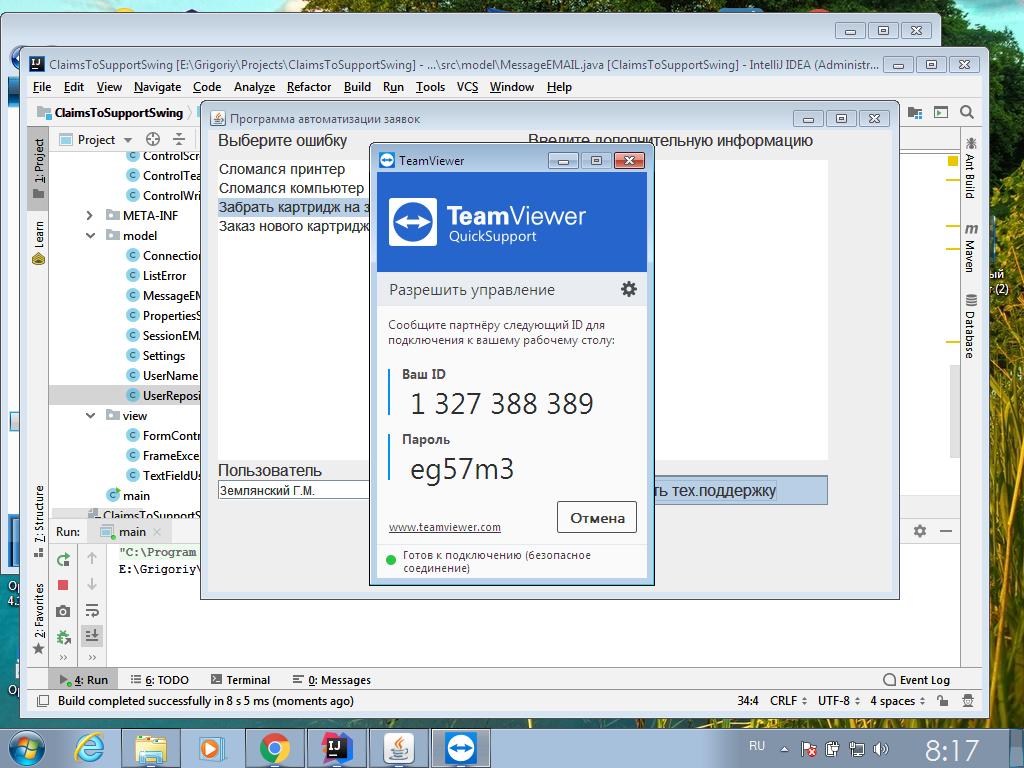 ClaimsToSupportSwing [E:\Grigoriy\Projects\ClaimsToSupportSwing] - ...\src\model\MessageEMAIL.java [ClaimsToSupportSwing] - IntelliJ IDEA (Administr...
File Edit View Navigate Code Analyze Refactor Build Run Tools VCS Window Help
ClaimsToSupportSwing
Программа автоматизации заявок
1: Project
Learn
Z: Structure
2: Favorites
Project
ControlScr
ControlTea
ControlWri
META-INF
model
Connectio
ListError
MessageEM
PropertiesS
SessionEMA
Settings
UserName
UserReposi
view
FormContr
FrameExce
TextFieldUs
main
ClaimsToSupportS
Выберите ошибку
Введите дополнительную информацию
Сломался принтер
Сломался компьютер
Забрать картридж на з
Заказ нового картридж
Пользователь
Землянский Г.М.
ть тех.поддержку
TeamViewer
TeamViewer
QuickSupport
Разрешить управление
Сообщите партнёру следующий ID для
подключения к вашему рабочему столу:
Ваш ID
1 327 388 389
Пароль
eg57m3
www.teamviewer.com
Отмена
Готов к подключению (безопасное
соединение)
Ant Build
Maven
Database
ый
(2)
Run: main
"C:\Program
E:\Grigoriy\
4: Run 6: TODO Terminal 0: Messages Event Log
Build completed successfully in 8 s 5 ms (moments ago) 34:4 CRLF UTF-8 4 spaces
RU 8:17